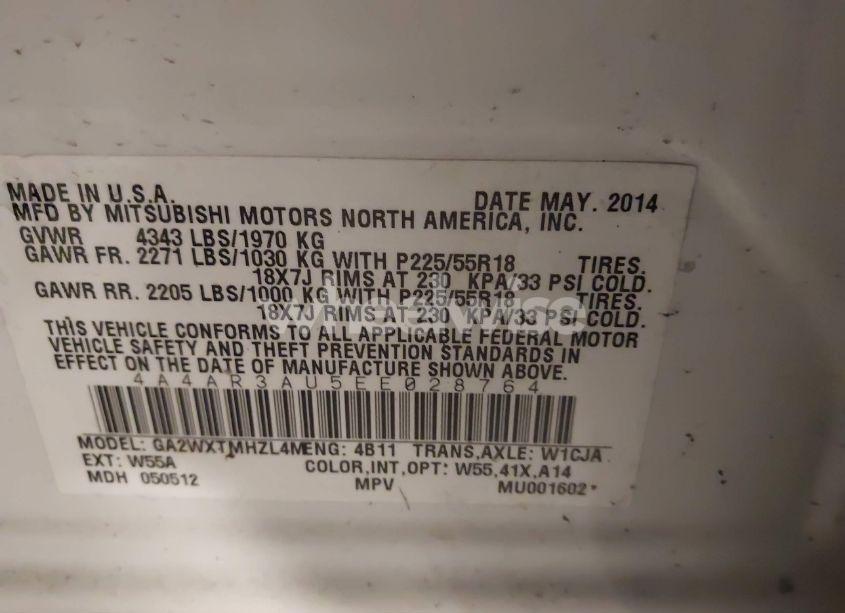 MADE IN U.S.A. DATE MAY. 2014
MFD BY MITSUBISHI MOTORS NORTH AMERICA, INC.
GVWR 4343 LBS/1970 KG
GAWR FR. 2271 LBS/1030 KG WITH P225/55R18 TIRES.
18X7J RIMS AT 230 KPA/33 PSI COLD.
GAWR RR. 2205 LBS/1000 KG WITH P225/55R18 TIRES.
18X7J RIMS AT 230 KPA/33 PSI COLD.
THIS VEHICLE CONFORMS TO ALL APPLICABLE FEDERAL MOTOR
VEHICLE SAFETY AND THEFT PREVENTION STANDARDS IN
EFFECT ON THE DATE OF MANUFACTURE SHOWN ABOVE.
4A4AR3AU5EE028764
MODEL: GA2WXTMHZL4M ENG: 4B11 TRANS,AXLE: W1CJA
EXT: W55A COLOR,INT,OPT: W55,41X,A14
MDH 050512 MPV MU001602*